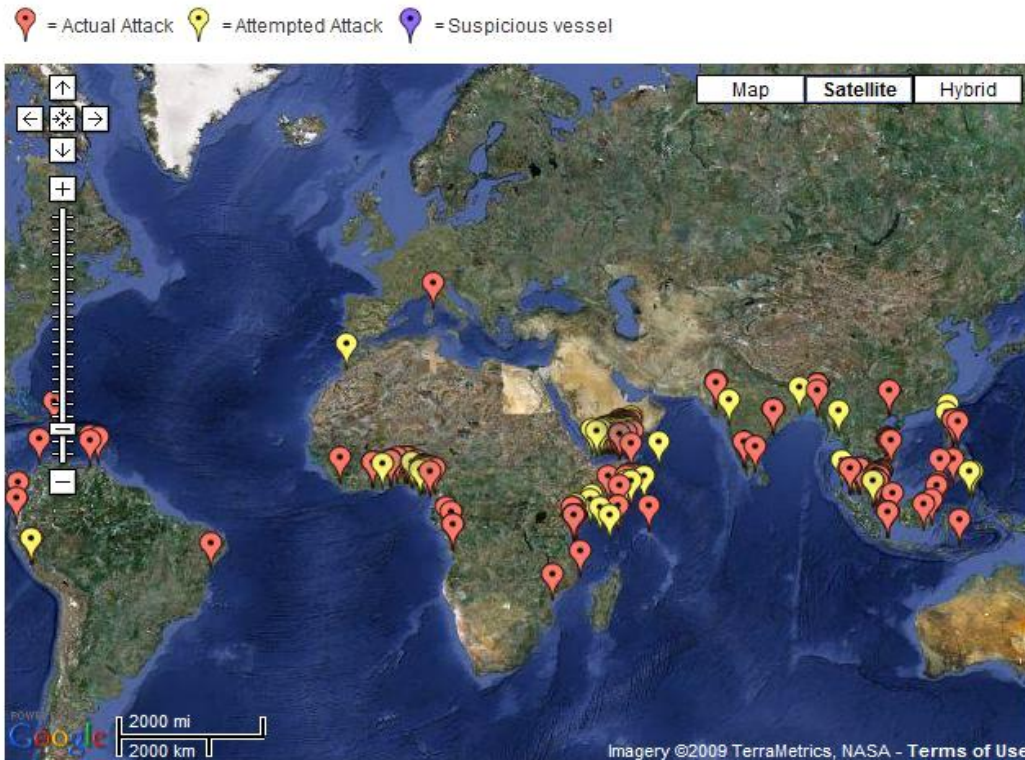 = Actual Attack = Attempted Attack = Suspicious vessel
Map Satellite Hybrid
POWERED
Google
2000 mi
2000 km
Imagery ©2009 TerraMetrics, NASA - Terms of Use